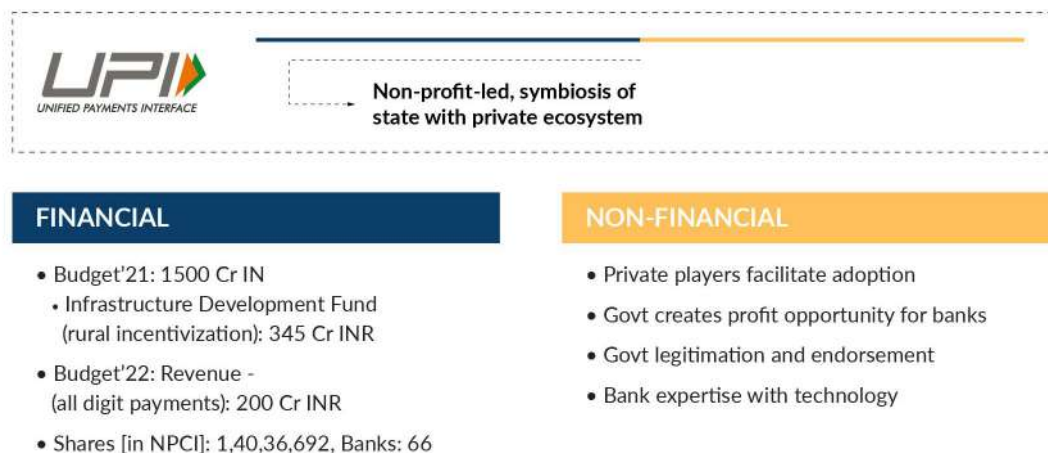 UPI
UNIFIED PAYMENTS INTERFACE
Non-profit-led, symbiosis of
state with private ecosystem
FINANCIAL
• Budget'21: 1500 Cr IN
• Infrastructure Development Fund
(rural incentivization): 345 Cr INR
• Budget'22: Revenue -
(all digit payments): 200 Cr INR
• Shares [in NPCI]: 1,40,36,692, Banks: 66
NON-FINANCIAL
• Private players facilitate adoption
• Govt creates profit opportunity for banks
• Govt legitimation and endorsement
• Bank expertise with technology